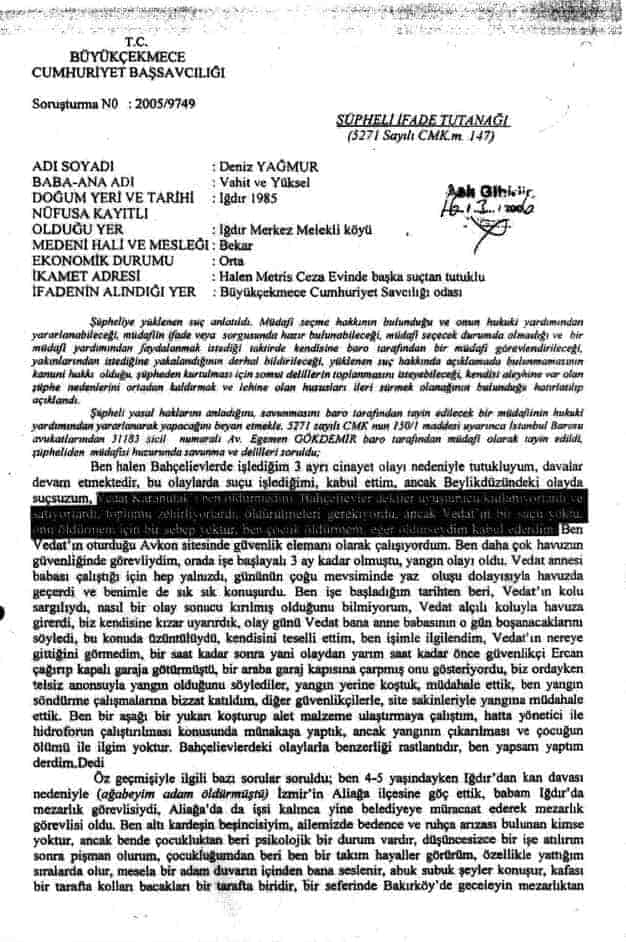 T.C.
BÜYÜKÇEKMECE
CUMHURİYET BAŞSAVCILIĞI
Soruşturma N0 : 2005/9749
ŞÜPHELİ İFADE TUTANAĞI
(5271 Sayılı CMK.m. 147)
ADI SOYADI : Deniz YAĞMUR
BABA-ANA ADI : Vahit ve Yüksel
DOĞUM YERİ VE TARİHİ : Iğdır 1985
NÜFUSA KAYITLI
OLDUĞU YER : Iğdır Merkez Melekli köyü
MEDENİ HALİ VE MESLEĞİ : Bekar
EKONOMİK DURUMU : Orta
İKAMET ADRESİ : Halen Metris Ceza Evinde başka suçtan tutuklu
İFADENİN ALINDIĞI YER : Büyükçekmece Cumhuriyet Savcılığı odası
Aslı Gibidir.
Şüpheliye yüklenen suç anlatıldı. Müdafi seçme hakkının bulunduğu ve onun hukuki yardımından
yararlanabileceği, müdafiin ifade veya sorgusunda hazır bulunabileceği, müdafi seçecek durumda olmadığı ve bir
müdafi yardımından faydalanmak istediği taktirde kendisine baro tarafından bir müdafi görevlendirileceği,
yakınlarından istediğine yakalandığının derhal bildirileceği, yüklenen suç hakkında açıklamada bulunmamasının
kanuni hakkı olduğu, şüpheden kurtulması için somut delillerin toplanmasını isteyebileceği, kendisi aleyhine var olan
şüphe nedenlerini ortadan kaldırmak ve lehine olan hususları ileri sürmek olanağının bulunduğu hatırlatılıp
açıklandı.
Şüpheli yasal haklarını anladığını, savunmasını baro tarafından tayin edilecek bir müdafiinin hukuki
yardımından yararlanarak yapacağını beyan etmekle, 5271 sayılı CMK nun 150/1 maddesi uyarınca İstanbul Barosu
avukatlarından 31183 sicil numaralı Av. Egemen GÖKDEMİR baro tarafından müdafi olarak tayin edildi,
şüpheliden müdafisi huzurunda savunma ve delilleri soruldu;
Ben halen Bahçelievlerde işlediğim 3 ayrı cinayet olayı nedeniyle tutukluyum, davalar
devam etmektedir, bu olaylarda suçu işlediğimi, kabul ettim, ancak Beylikdüzündeki olayda
suçsuzum, Vedat Karanutak'ı ben öldürmedim. Bahçelievler dekiler uyuşturucu kullanıyorlardı ve
satıyorlardı, toplumu zehirliyorlardı, öldürülmeleri gerekiyordu, ancak Vedat'ın bir suçu yoktu,
onu öldürmem için bir sebep yoktur, ben çocuk öldürmem, eğer öldürseydim kabul ederdim. Ben
Vedat'ın oturduğu Avkon sitesinde güvenlik elemanı olarak çalışıyordum. Ben daha çok havuzun
güvenliğinde görevliydim, orada işe başlayalı 3 ay kadar olmuştu, yangın olayı oldu. Vedat annesi
babası çalıştığı için hep yalnızdı, gününün çoğu mevsiminde yaz oluşu dolayısıyla havuzda
geçerdi ve benimle de sık sık konuşurdu. Ben işe başladığım tarihten beri, Vedat'ın kolu
sargılıydı, nasıl bir olay sonucu kırılmış olduğunu bilmiyorum, Vedat alçılı koluyla havuza
girerdi, biz kendisine kızar uyarırdık, olay günü Vedat bana anne babasının o gün boşanacaklarını
söyledi, bu konuda üzüntülüydü, kendisini teselli ettim, ben işimle ilgilendim, Vedat'ın nereye
gittiğini görmedim, bir saat kadar sonra yani olaydan yarım saat kadar önce güvenlikçi Ercan
çağırıp kapalı garaja götürmüştü, bir araba garaj kapısına çarpmış onu gösteriyordu, biz ordayken
telsiz anonsuyla yangın olduğunu söylediler, yangın yerine koştuk, müdahale ettik, ben yangın
söndürme çalışmalarına bizzat katıldım, diğer güvenlikçilerle, site sakinleriyle yangına müdahale
ettik. Ben bir aşağı bir yukarı koşturup alet malzeme ulaştırmaya çalıştım, hatta yönetici ile
hidroforun çalıştırılması konusunda münakaşa yaptık, ancak yangının çıkarılması ve çocuğun
ölümü ile ilgim yoktur. Bahçelievlerdeki olaylarla benzerliği rastlantıdır, ben yapsam yaptım
derdim.Dedi
Öz geçmişiyle ilgili bazı sorular soruldu; ben 4-5 yaşındayken Iğdır'dan kan davası
nedeniyle (ağabeyim adam öldürmüştü) İzmir'in Aliağa ilçesine göç ettik, babam Iğdır'da
mezarlık görevlisiydi, Aliağa'da da işsi kalınca yine belediyeye müracaat ederek mezarlık
görevlisi oldu. Ben altı kardeşin beşincisiyim, ailemizde bedence ve ruhça arızası bulunan kimse
yoktur, ancak bende çocukluktan beri psikolojik bir durum vardır, düşüncesizce bir işe atılırım
sonra pişman olurum, çocukluğumdan beri ben bir takım hayaller görürüm, özellikle yattığım
sıralarda olur, mesela bir adam duvarın içinden bana seslenir, abuk subuk şeyler konuşur, kafası
bir tarafta kolları bacakları bir tarafta biridir, bir seferinde Bakırköy'de geceleyin mezarlıktan